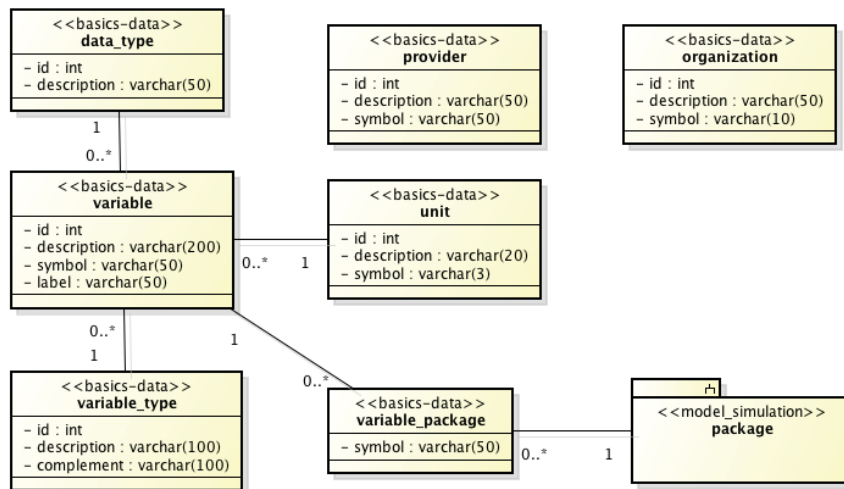 <<basics-data>>
data_type
- id : int
- description : varchar(50)
1
0..*
<<basics-data>>
provider
- id : int
- description : varchar(50)
- symbol : varchar(50)
<<basics-data>>
organization
- id : int
- description : varchar(50)
- symbol : varchar(10)
<<basics-data>>
variable
- id : int
- description : varchar(200)
- symbol : varchar(50)
- label : varchar(50)
0..*
1
<<basics-data>>
unit
- id : int
- description : varchar(20)
- symbol : varchar(3)
0..*
1
1
0..*
<<basics-data>>
variable_type
- id : int
- description : varchar(100)
- complement : varchar(100)
<<basics-data>>
variable_package
- symbol : varchar(50)
0..*
1
<<model_simulation>>
package